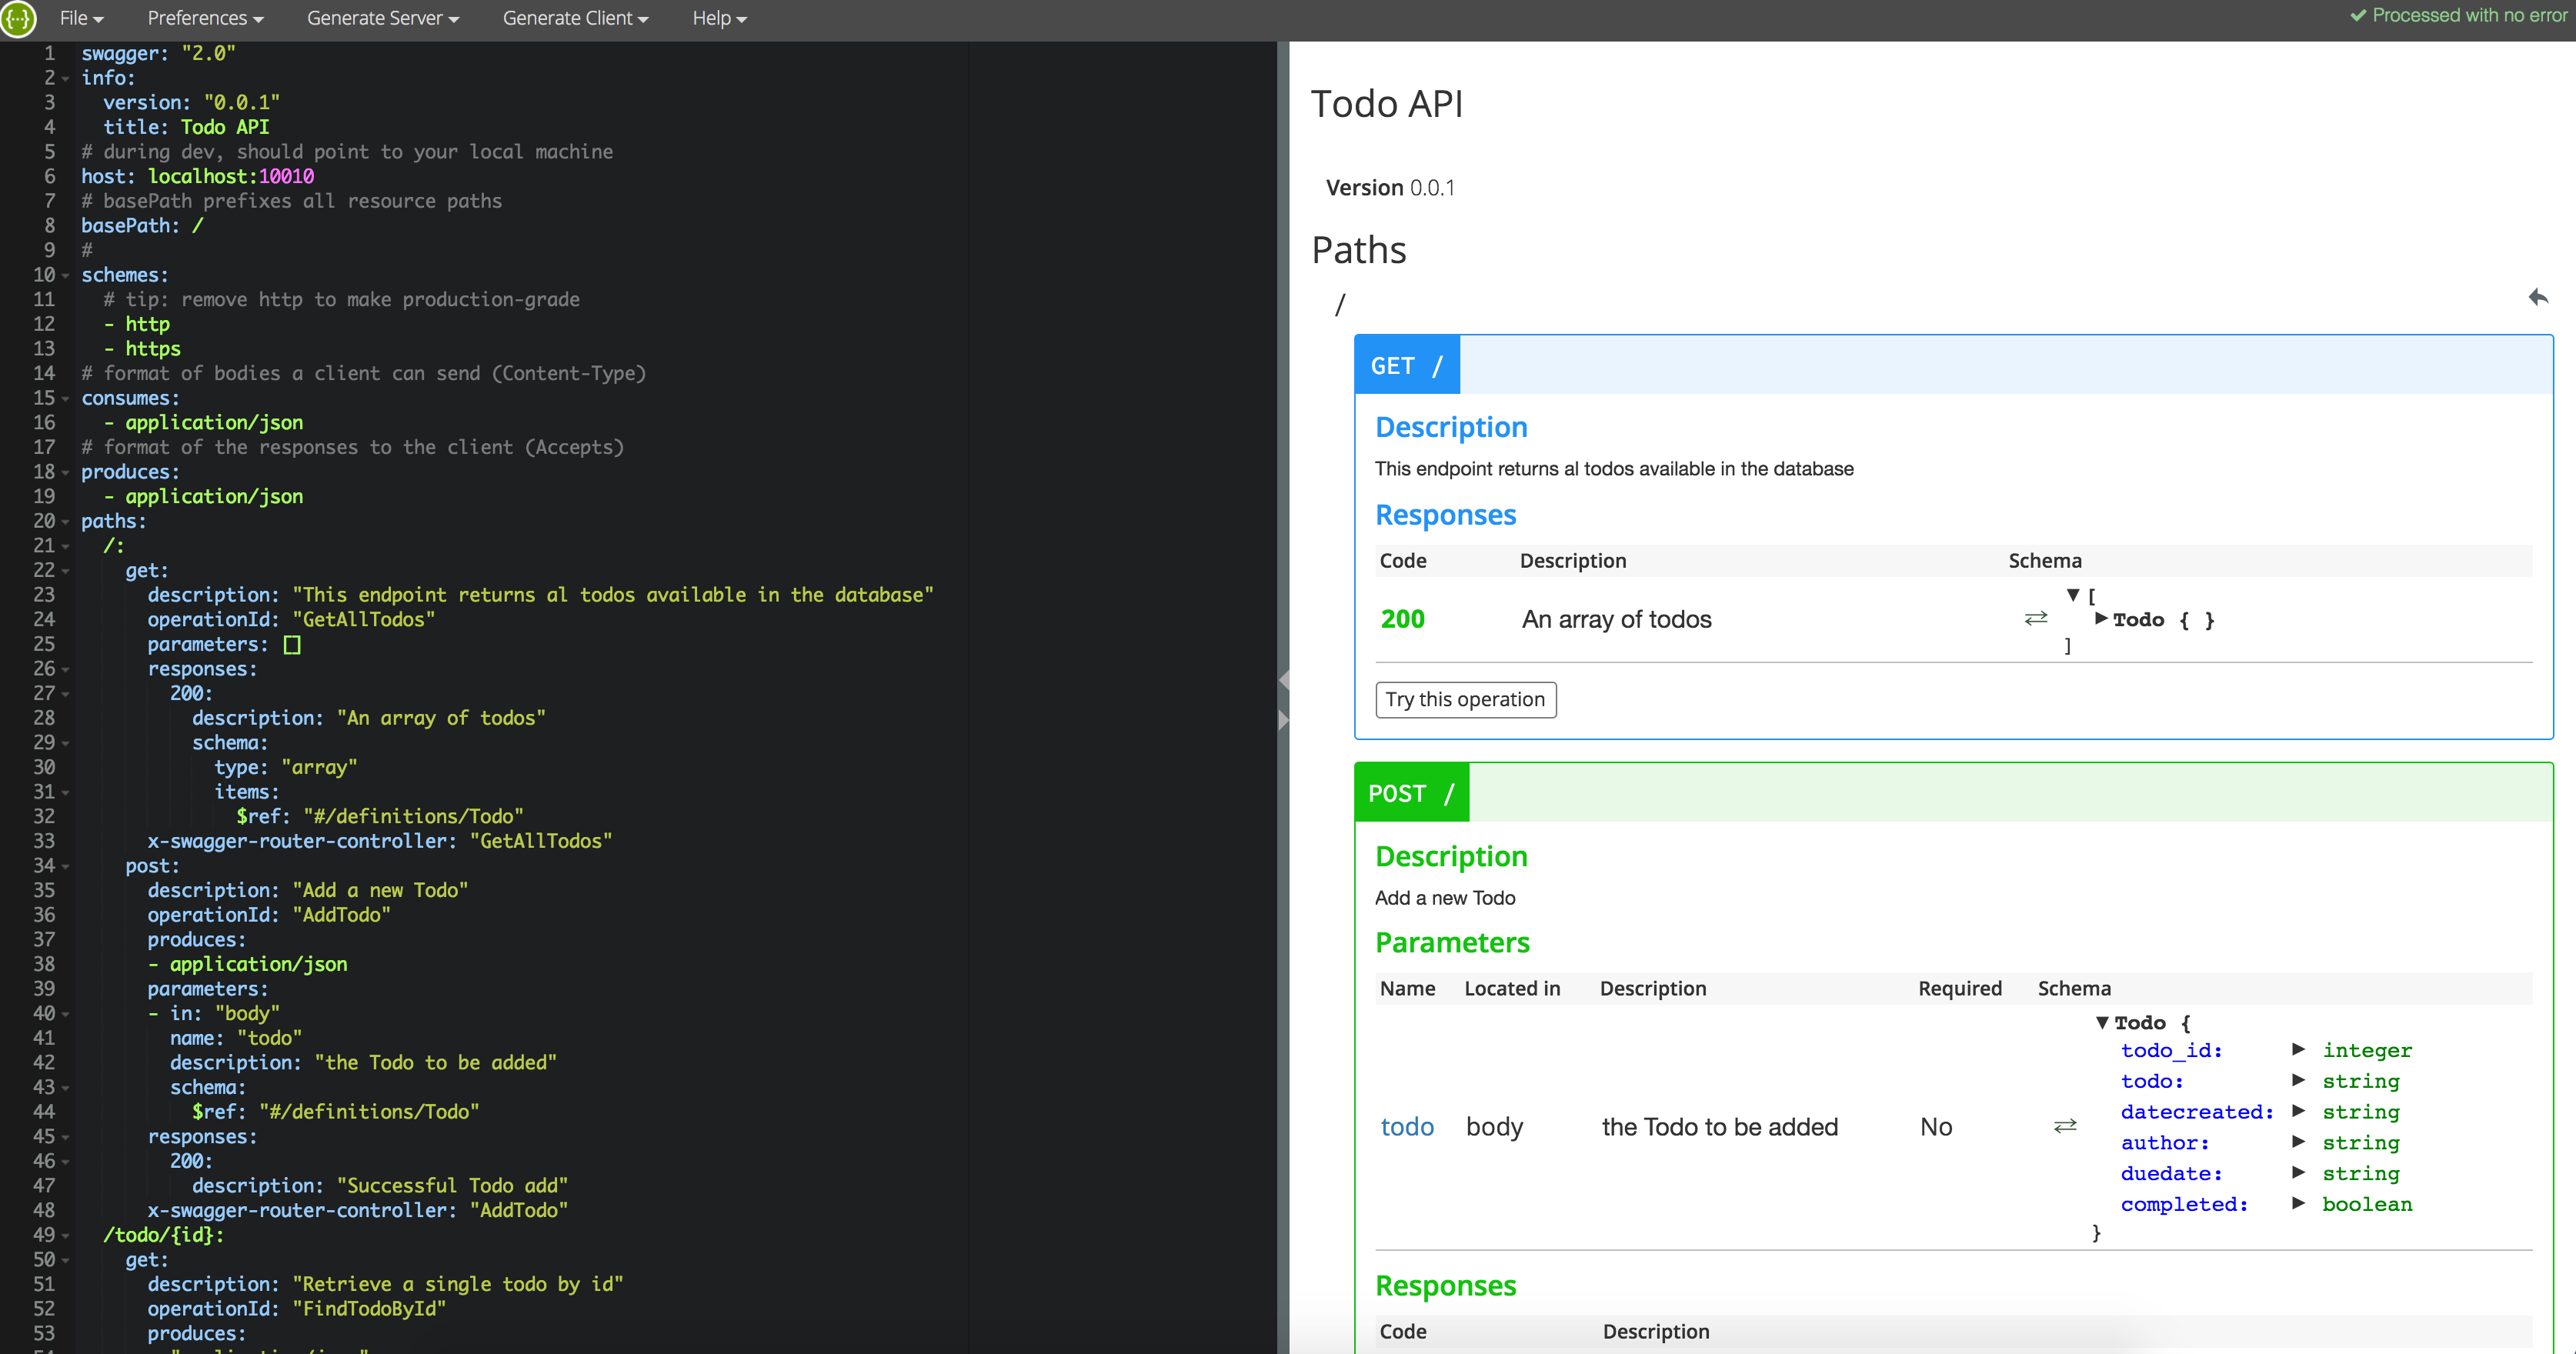 File Preferences Generate Server Generate Client Help Processed with no error
1 swagger: "2.0"
2 info:
3 version: "0.0.1"
4 title: Todo API
5 # during dev, should point to your local machine
6 host: localhost:10010
7 # basePath prefixes all resource paths
8 basePath: /
9 #
10 schemes:
11 # tip: remove http to make production-grade
12 - http
13 - https
14 # format of bodies a client can send (Content-Type)
15 consumes:
16 - application/json
17 # format of the responses to the client (Accepts)
18 produces:
19 - application/json
20 paths:
21 /:
22 get:
23 description: "This endpoint returns al todos available in the database"
24 operationId: "GetAllTodos"
25 parameters: []
26 responses:
27 200:
28 description: "An array of todos"
29 schema:
30 type: "array"
31 items:
32 $ref: "#/definitions/Todo"
33 x-swagger-router-controller: "GetAllTodos"
34 post:
35 description: "Add a new Todo"
36 operationId: "AddTodo"
37 produces:
38 - application/json
39 parameters:
40 - in: "body"
41 name: "todo"
42 description: "the Todo to be added"
43 schema:
44 $ref: "#/definitions/Todo"
45 responses:
46 200:
47 description: "Successful Todo add"
48 x-swagger-router-controller: "AddTodo"
49 /todo/{id}:
50 get:
51 description: "Retrieve a single todo by id"
52 operationId: "FindTodoById"
53 produces:
Todo API
Version 0.0.1
Paths
/
GET /
Description
This endpoint returns al todos available in the database
Responses
Code Description Schema
200 An array of todos ⇄ ▼ [
▶ Todo { }
]
Try this operation
POST /
Description
Add a new Todo
Parameters
Name Located in Description Required Schema
todo body the Todo to be added No ⇄ ▼ Todo {
todo_id: ▶ integer
todo: ▶ string
datecreated: ▶ string
author: ▶ string
duedate: ▶ string
completed: ▶ boolean
}
Responses
Code Description